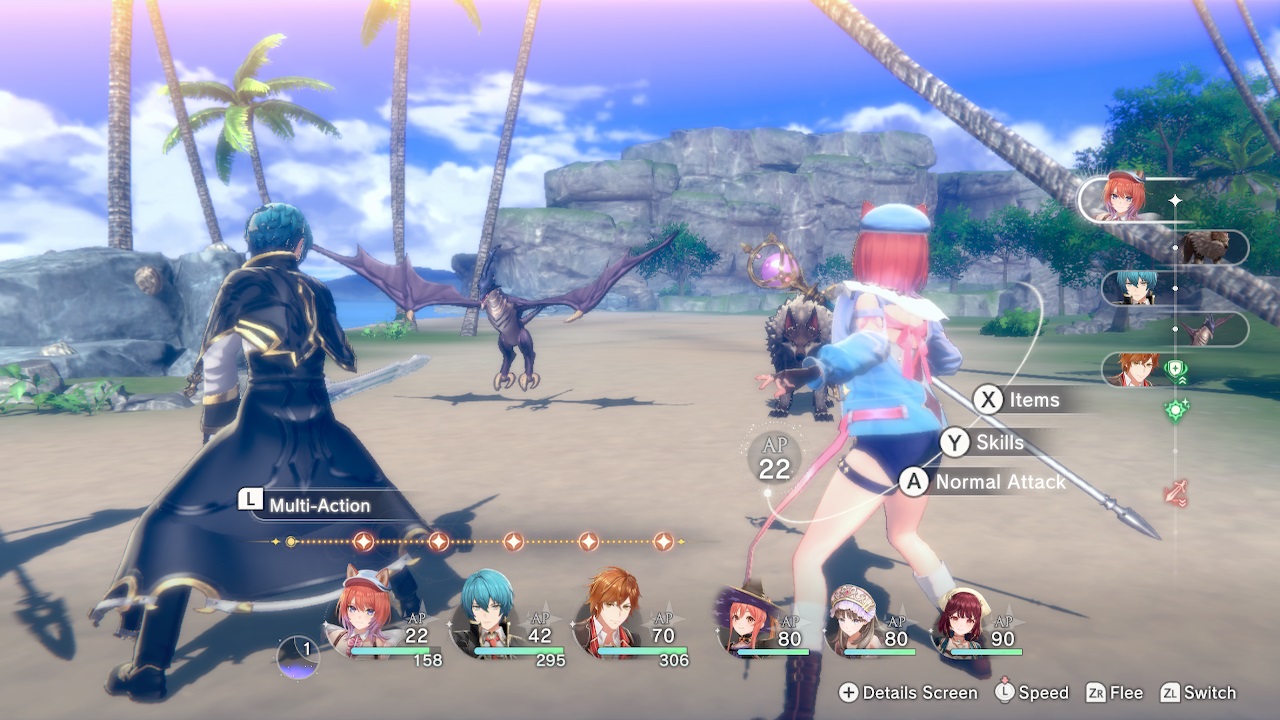 X Items
AP
22
Y Skills
A Normal Attack
L Multi-Action
1
AP
22
158
AP
42
295
AP
70
306
AP
80
AP
80
AP
90
+ Details Screen
L Speed
ZR Flee
ZL Switch